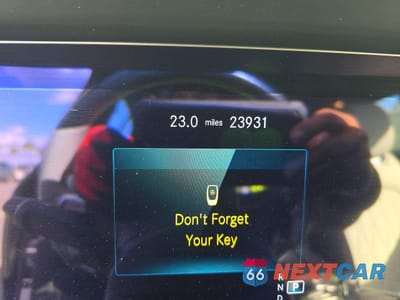 23.0 miles 23931
Don't Forget
Your Key
R
N P
D
66 NEXTCAR